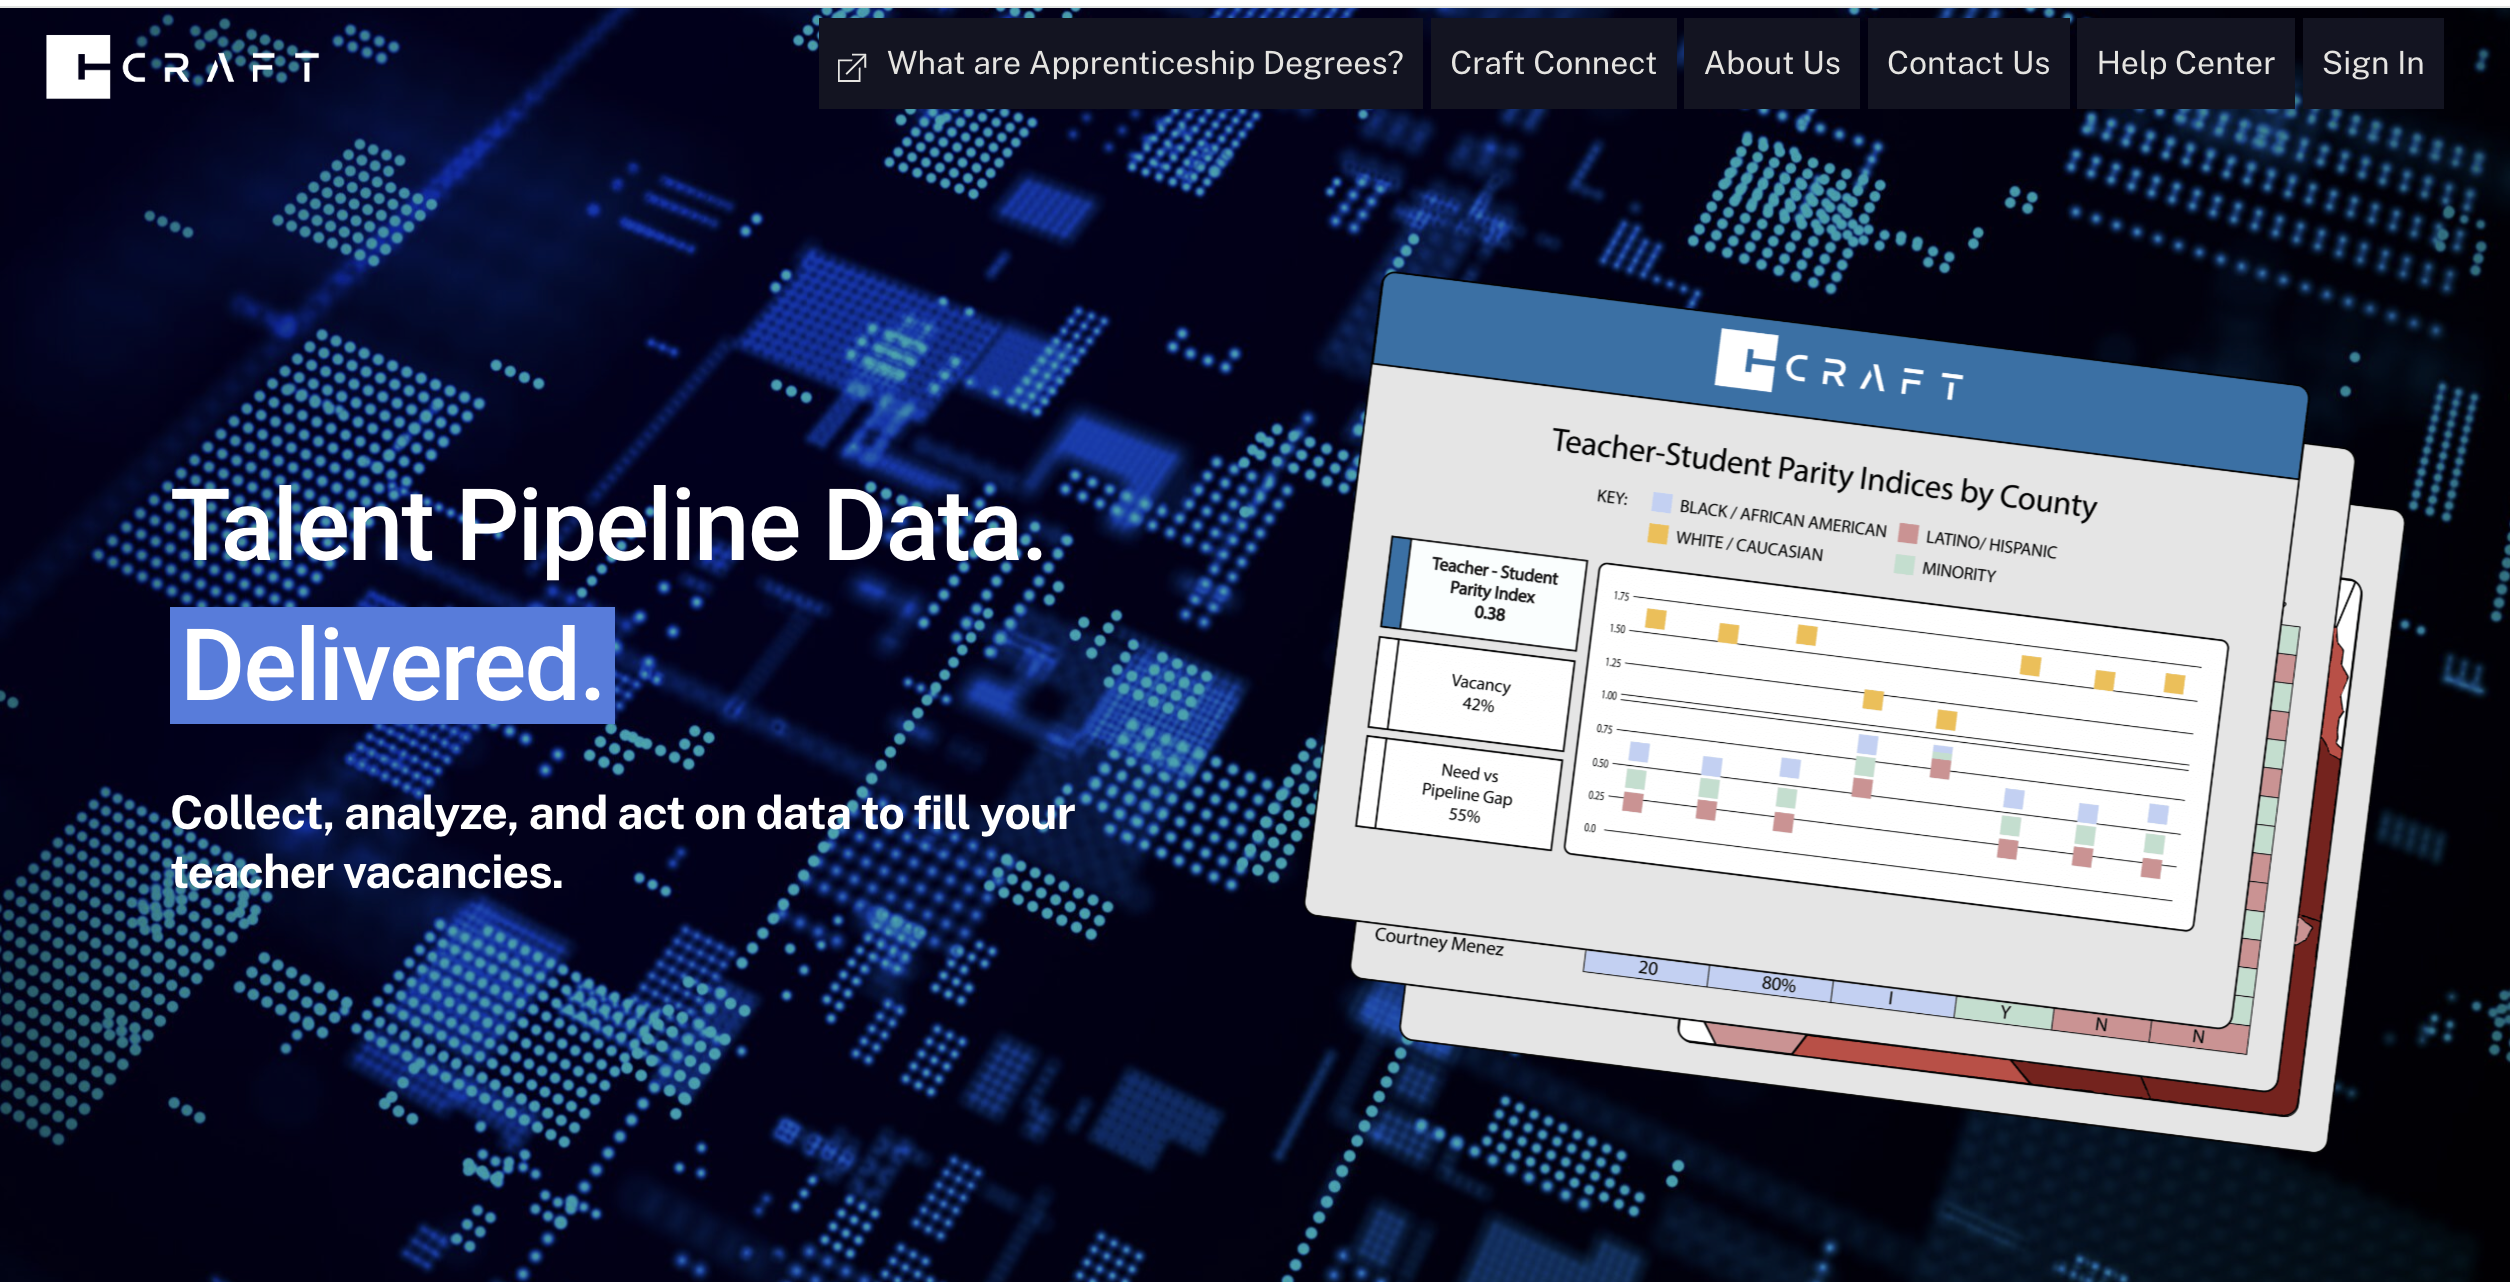 CRAFT
What are Apprenticeship Degrees?
Craft Connect
About Us
Contact Us
Help Center
Sign In
Talent Pipeline Data.
Delivered.
Collect, analyze, and act on data to fill your
teacher vacancies.
CRAFT
Teacher-Student Parity Indices by County
KEY:
BLACK / AFRICAN AMERICAN
LATINO/ HISPANIC
WHITE / CAUCASIAN
MINORITY
Teacher - Student
Parity Index
0.38
Vacancy
42%
Need vs
Pipeline Gap
55%
1.75
1.50
1.25
1.00
0.75
0.50
0.25
0.0
Courtney Menez
20
80%
I
Y
N
N